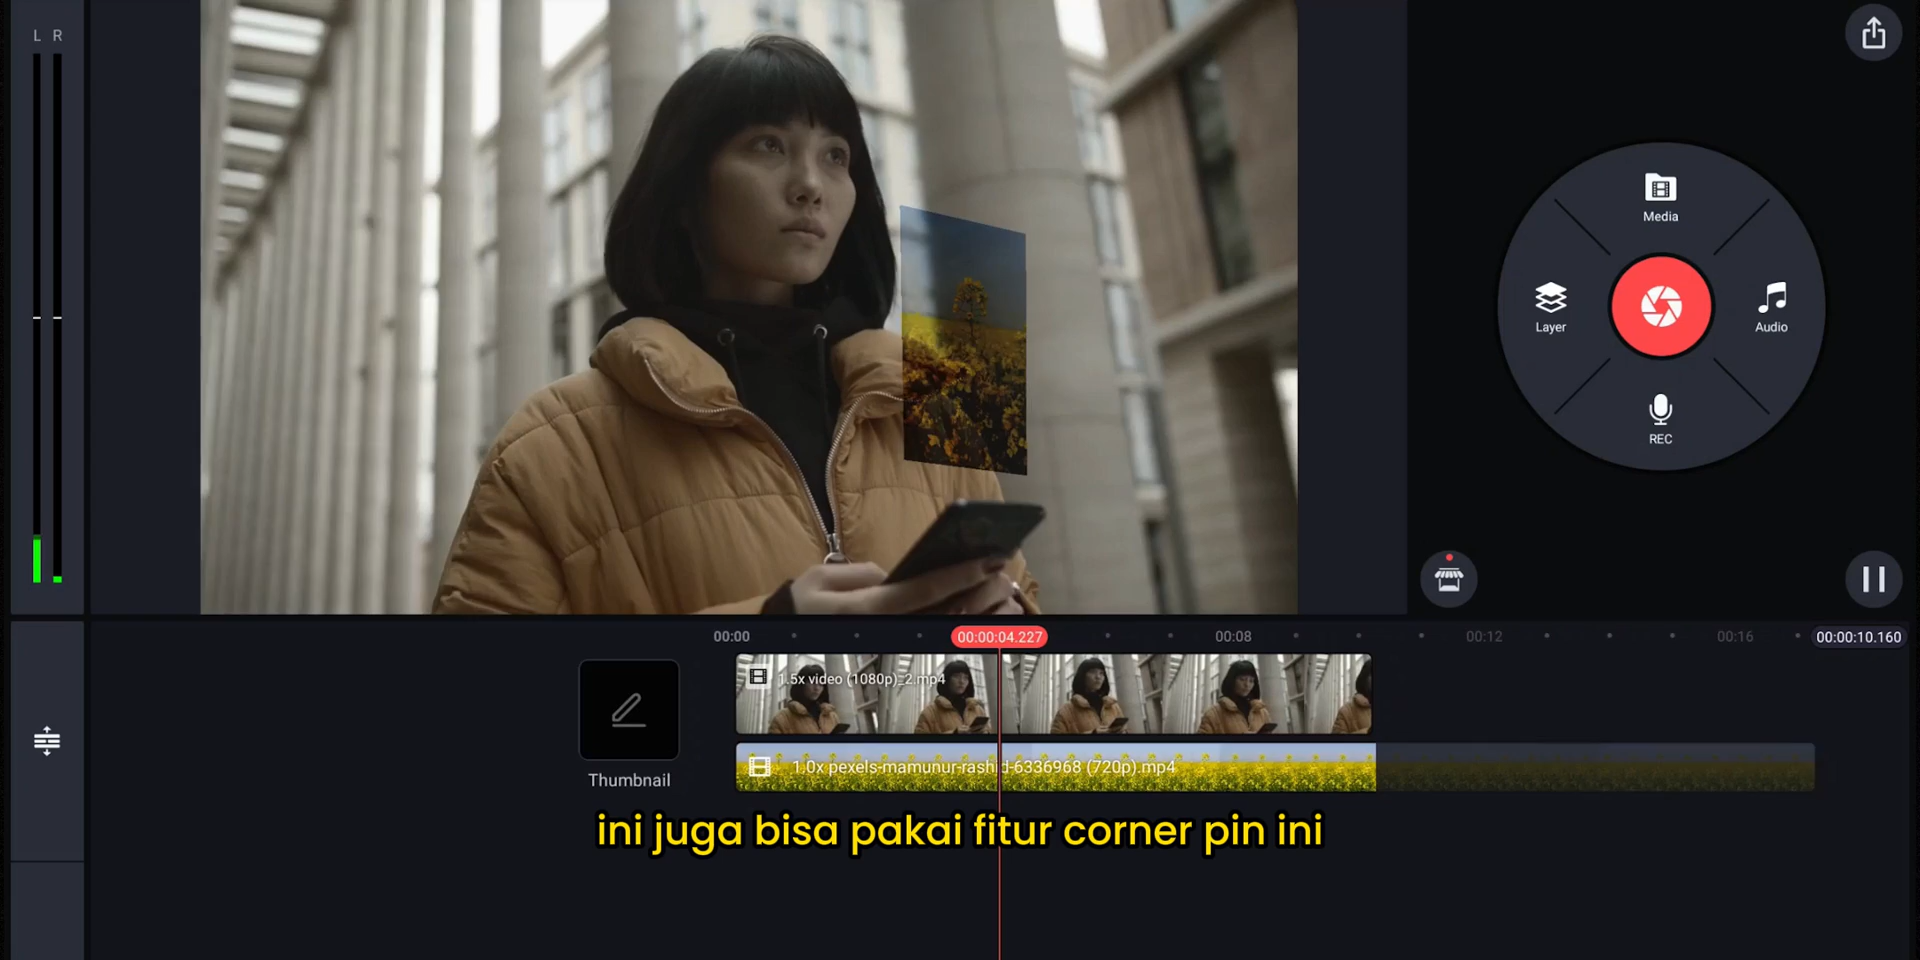 L R
Media
Layer
Audio
REC
00:00
00:00:04.227
00:08
00:12
00:16
00:00:10.160
1.5x video (1080p)_2.mp4
1.0x pexels-mamunur-rashid-6336968 (720p).mp4
Thumbnail
ini juga bisa pakai fitur corner pin ini